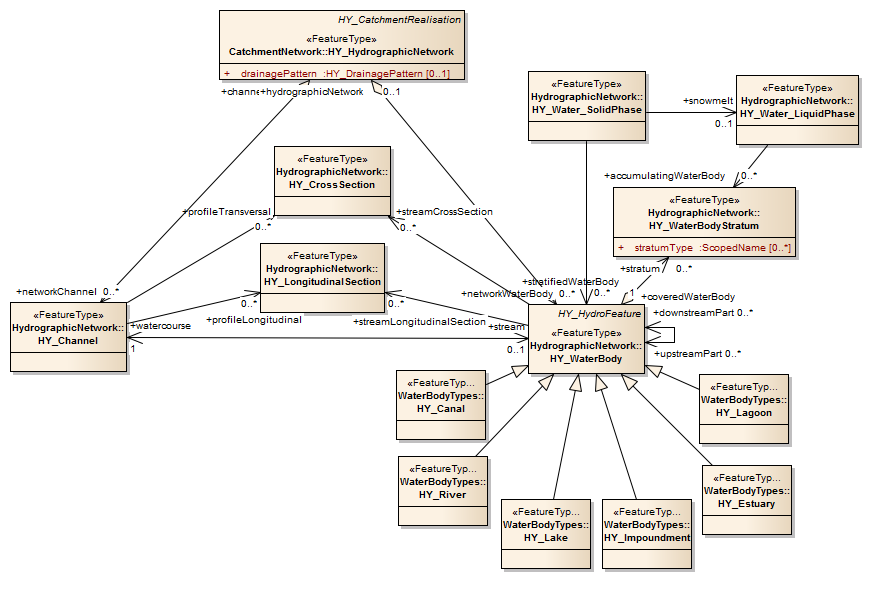 HY_CatchmentRealisation
«FeatureType»
CatchmentNetwork::HY_HydrographicNetwork
+ drainagePattern :HY_DrainagePattern [0..1]
+channe
+hydrographicNetwork
0..1
«FeatureType»
HydrographicNetwork::
HY_Water_SolidPhase
+snowmelt
0..1
«FeatureType»
HydrographicNetwork::
HY_Water_LiquidPhase
«FeatureType»
HydrographicNetwork::
HY_CrossSection
+accumulatingWaterBody 0..*
«FeatureType»
HydrographicNetwork::
HY_WaterBodyStratum
+ stratumType :ScopedName [0..*]
+profileTransversal
0..*
+streamCrossSection
0..*
«FeatureType»
HydrographicNetwork::
HY_LongitudinalSection
+stratum 0..*
+stratifiedWaterBody
+networkWaterBody 0..*
0..*
1
+coveredWaterBody
+networkChannel 0..*
0..*
0..*
«FeatureType»
HydrographicNetwork::
HY_Channel
+watercourse
1
+profileLongitudinal
+streamLongitudinalSection
+stream
0..1
HY_HydroFeature
«FeatureType»
HydrographicNetwork::
HY_WaterBody
+downstreamPart 0..*
+upstreamPart 0..*
«FeatureTyp...
WaterBodyTypes::
HY_Canal
«FeatureTyp...
WaterBodyTypes::
HY_Lagoon
«FeatureTyp...
WaterBodyTypes::
HY_River
«FeatureTyp...
WaterBodyTypes::
HY_Estuary
«FeatureTyp...
WaterBodyTypes::
HY_Lake
«FeatureTyp...
WaterBodyTypes::
HY_Impoundment